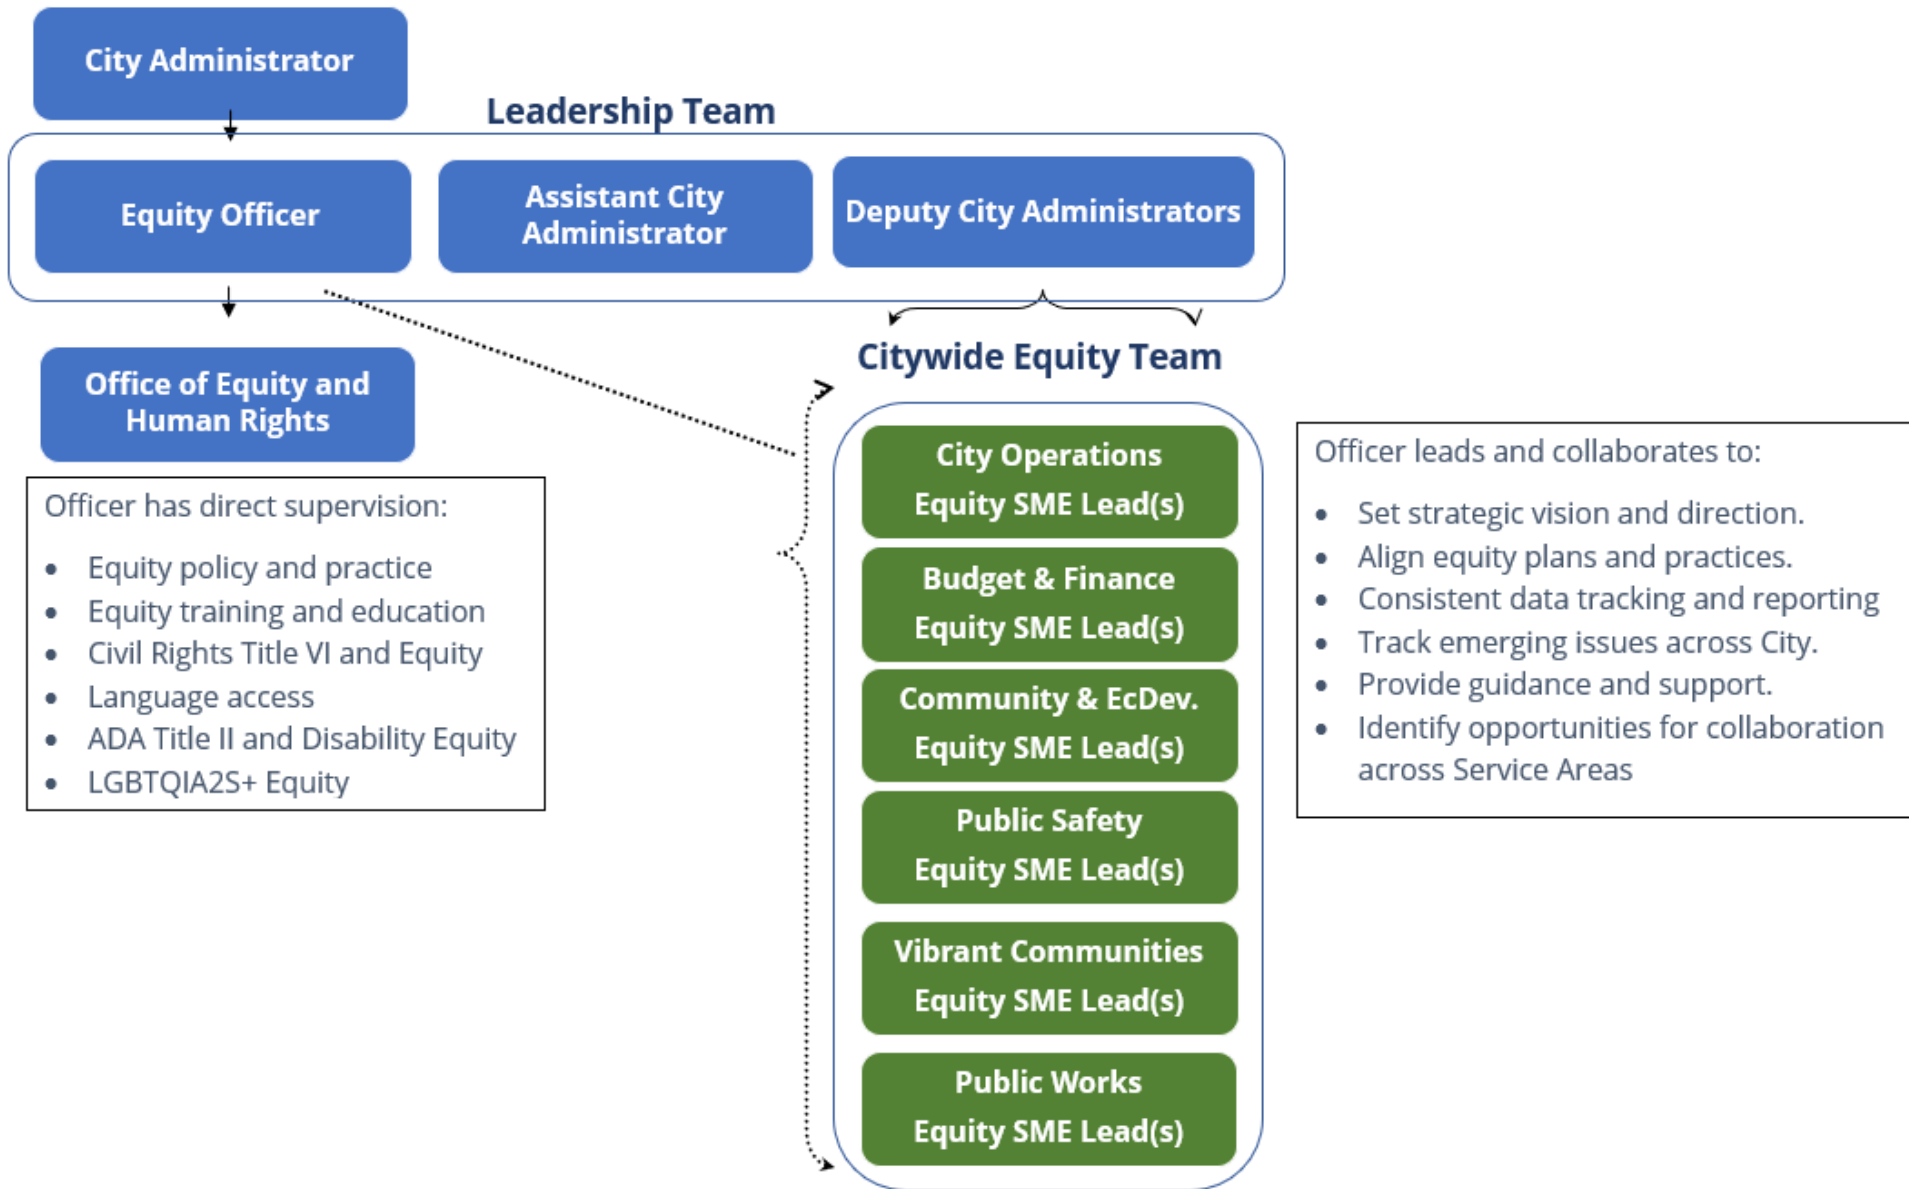 City Administrator
Leadership Team
Equity Officer
Assistant City
Administrator
Deputy City Administrators
Office of Equity and
Human Rights
Officer has direct supervision:
• Equity policy and practice
• Equity training and education
• Civil Rights Title VI and Equity
• Language access
• ADA Title II and Disability Equity
• LGBTQIA2S+ Equity
Citywide Equity Team
City Operations
Equity SME Lead(s)
Budget & Finance
Equity SME Lead(s)
Community & EcDev.
Equity SME Lead(s)
Public Safety
Equity SME Lead(s)
Vibrant Communities
Equity SME Lead(s)
Public Works
Equity SME Lead(s)
Officer leads and collaborates to:
• Set strategic vision and direction.
• Align equity plans and practices.
• Consistent data tracking and reporting
• Track emerging issues across City.
• Provide guidance and support.
• Identify opportunities for collaboration
across Service Areas